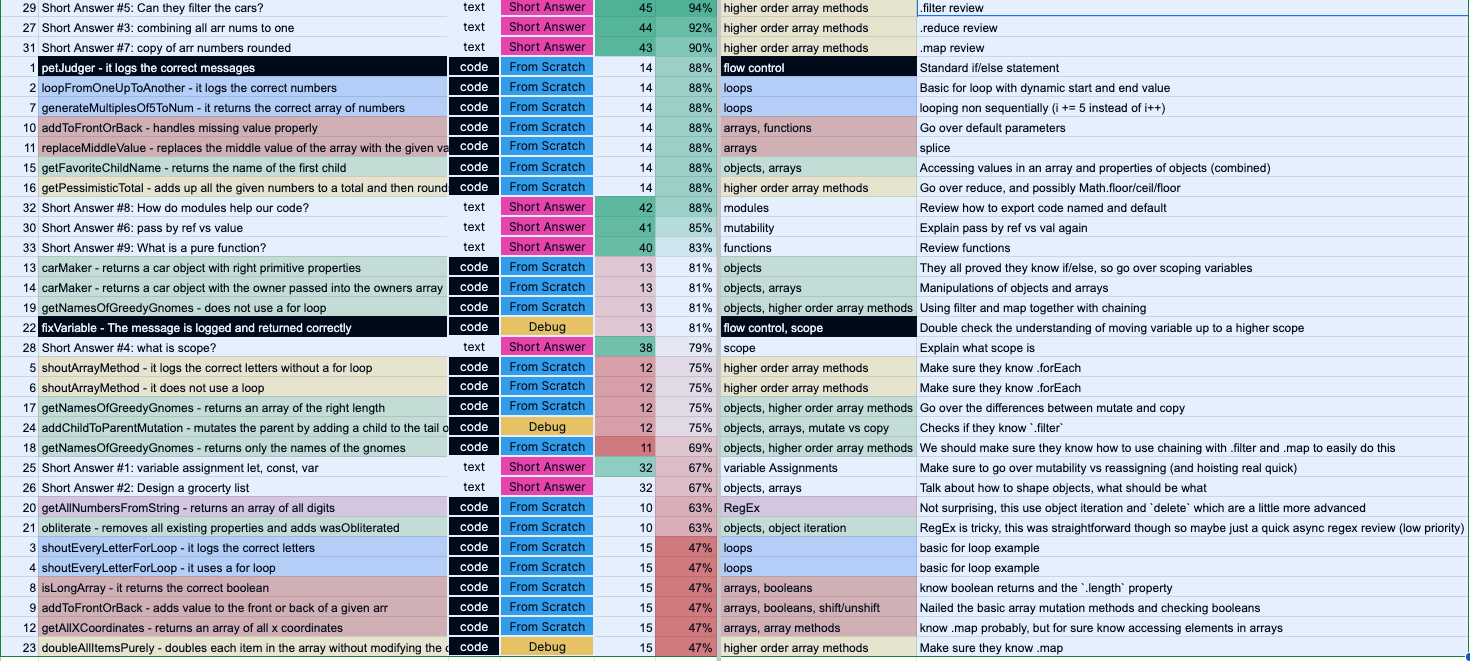 29 Short Answer #5: Can they filter the cars? text Short Answer 45 94% higher order array methods .filter review
27 Short Answer #3: combining all arr nums to one text Short Answer 44 92% higher order array methods .reduce review
31 Short Answer #7: copy of arr numbers rounded text Short Answer 43 90% higher order array methods .map review
1 petJudger - it logs the correct messages code From Scratch 14 88% flow control Standard if/else statement
2 loopFromOneUpToAnother - it logs the correct numbers code From Scratch 14 88% loops Basic for loop with dynamic start and end value
7 generateMultiplesOf5ToNum - it returns the correct array of numbers code From Scratch 14 88% loops looping non sequentially (i += 5 instead of i++)
10 addToFrontOrBack - handles missing value properly code From Scratch 14 88% arrays, functions Go over default parameters
11 replaceMiddleValue - replaces the middle value of the array with the given va code From Scratch 14 88% arrays splice
15 getFavoriteChildName - returns the name of the first child code From Scratch 14 88% objects, arrays Accessing values in an array and properties of objects (combined)
16 getPessimisticTotal - adds up all the given numbers to a total and then round code From Scratch 14 88% higher order array methods Go over reduce, and possibly Math.floor/ceil/floor
32 Short Answer #8: How do modules help our code? text Short Answer 42 88% modules Review how to export code named and default
30 Short Answer #6: pass by ref vs value text Short Answer 41 85% mutability Explain pass by ref vs val again
33 Short Answer #9: What is a pure function? text Short Answer 40 83% functions Review functions
13 carMaker - returns a car object with right primitive properties code From Scratch 13 81% objects They all proved they know if/else, so go over scoping variables
14 carMaker - returns a car object with the owner passed into the owners array code From Scratch 13 81% objects, arrays Manipulations of objects and arrays
19 getNamesOfGreedyGnomes - does not use a for loop code From Scratch 13 81% objects, higher order array methods Using filter and map together with chaining
22 fixVariable - The message is logged and returned correctly code Debug 13 81% flow control, scope Double check the understanding of moving variable up to a higher scope
28 Short Answer #4: what is scope? text Short Answer 38 79% scope Explain what scope is
5 shoutArrayMethod - it logs the correct letters without a for loop code From Scratch 12 75% higher order array methods Make sure they know .forEach
6 shoutArrayMethod - it does not use a loop code From Scratch 12 75% higher order array methods Make sure they know .forEach
17 getNamesOfGreedyGnomes - returns an array of the right length code From Scratch 12 75% objects, higher order array methods Go over the differences between mutate and copy
24 addChildToParentMutation - mutates the parent by adding a child to the tail o code Debug 12 75% objects, arrays, mutate vs copy Checks if they know `.filter`
18 getNamesOfGreedyGnomes - returns only the names of the gnomes code From Scratch 11 69% objects, higher order array methods We should make sure they know how to use chaining with .filter and .map to easily do this
25 Short Answer #1: variable assignment let, const, var text Short Answer 32 67% variable Assignments Make sure to go over mutability vs reassigning (and hoisting real quick)
26 Short Answer #2: Design a grocerty list text Short Answer 32 67% objects, arrays Talk about how to shape objects, what should be what
20 getAllNumbersFromString - returns an array of all digits code From Scratch 10 63% RegEx Not surprising, this use object iteration and `delete` which are a little more advanced
21 obliterate - removes all existing properties and adds wasObliterated code From Scratch 10 63% objects, object iteration RegEx is tricky, this was straightforward though so maybe just a quick async regex review (low priority)
3 shoutEveryLetterForLoop - it logs the correct letters code From Scratch 15 47% loops basic for loop example
4 shoutEveryLetterForLoop - it uses a for loop code From Scratch 15 47% loops basic for loop example
8 isLongArray - it returns the correct boolean code From Scratch 15 47% arrays, booleans know boolean returns and the `.length` property
9 addToFrontOrBack - adds value to the front or back of a given arr code From Scratch 15 47% arrays, booleans, shift/unshift Nailed the basic array mutation methods and checking booleans
12 getAllXCoordinates - returns an array of all x coordinates code From Scratch 15 47% arrays, array methods know .map probably, but for sure know accessing elements in arrays
23 doubleAllItemsPurely - doubles each item in the array without modifying the code Debug 15 47% higher order array methods Make sure they know .map